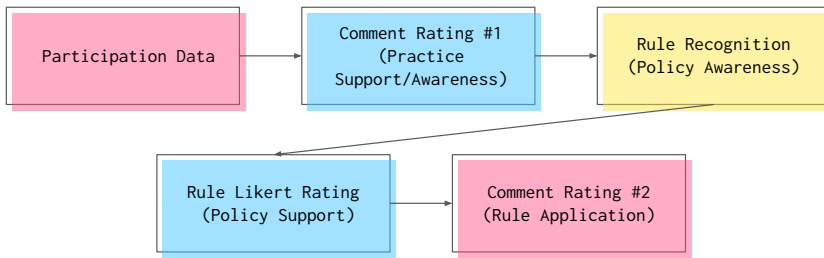 Participation Data
Comment Rating #1
(Practice
Support/Awareness)
Rule Recognition
(Policy Awareness)
Rule Likert Rating
(Policy Support)
Comment Rating #2
(Rule Application)